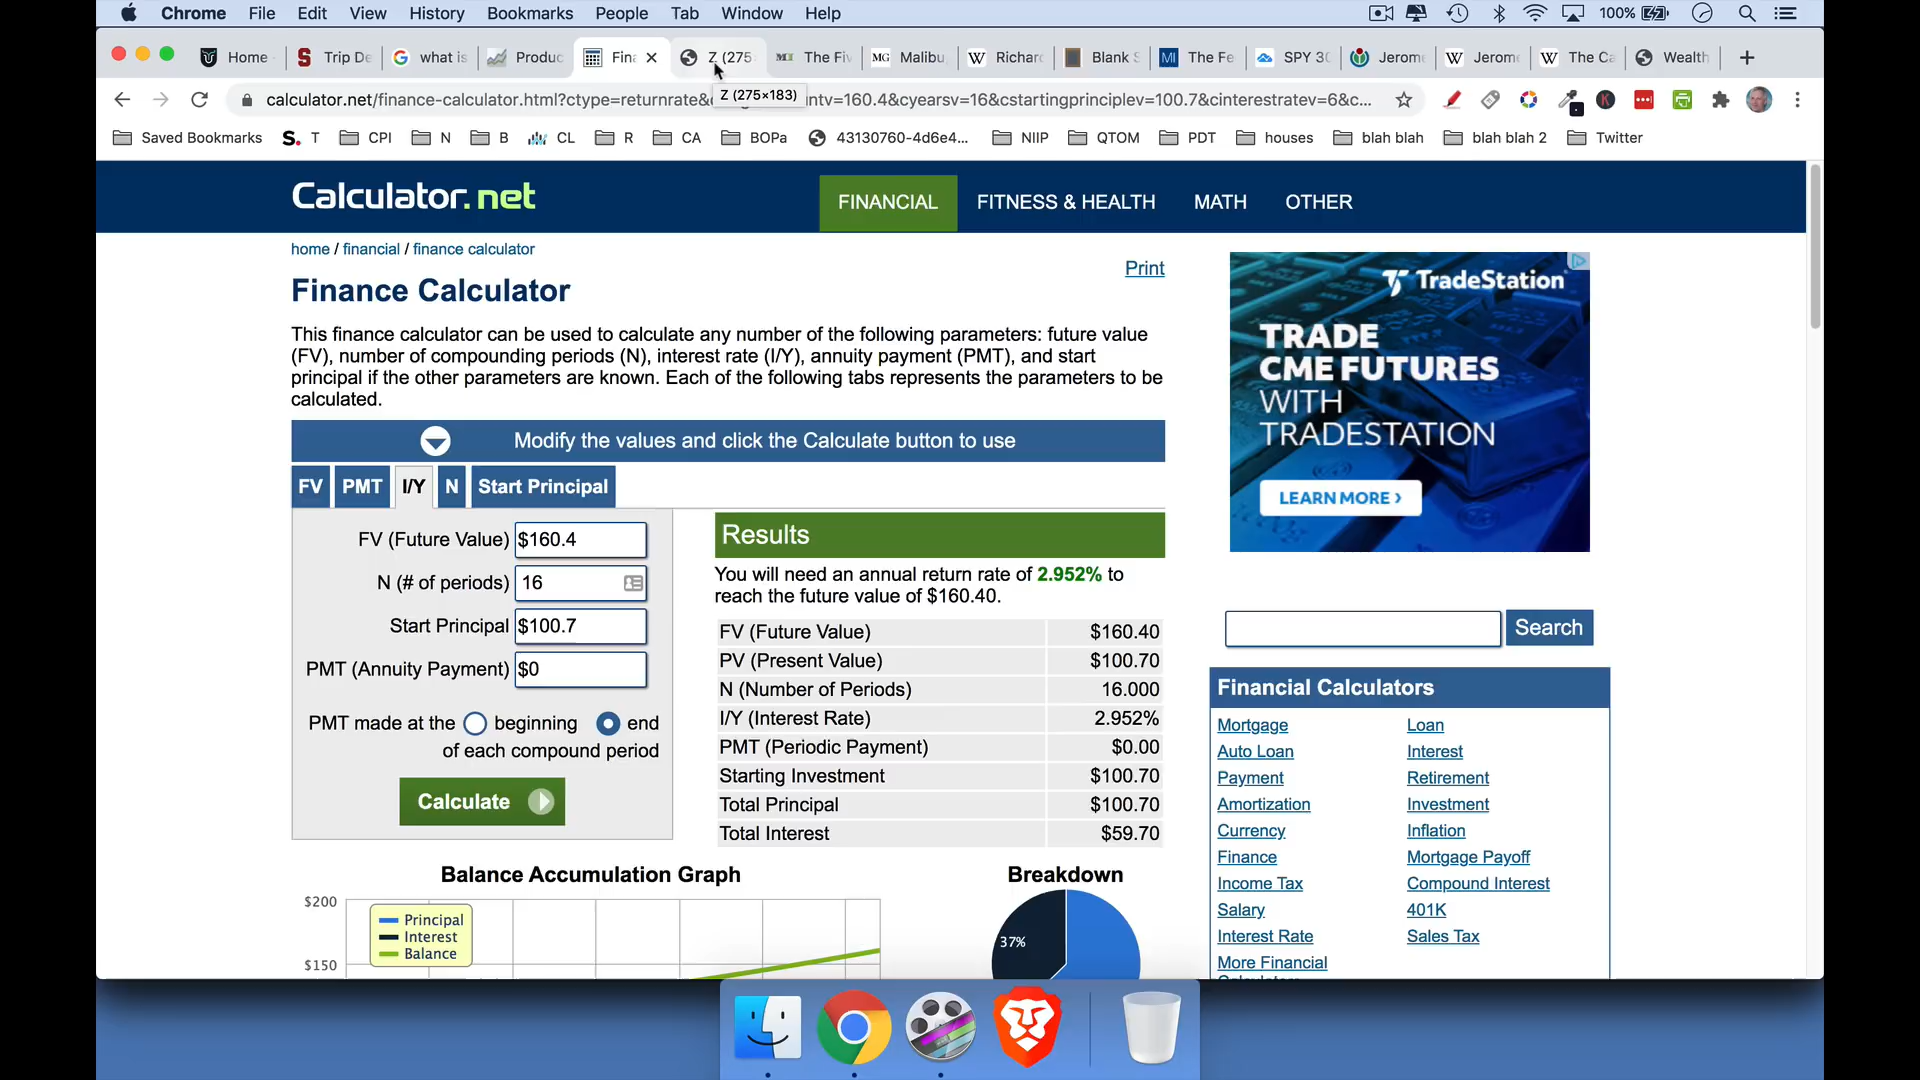 Chrome File Edit View History Bookmarks People Tab Window Help 100%
Home Trip De what is Produc Fina Z (275 The Fiv Malibu Richard Blank S The Fe SPY 30 Jerome Jerome The Ca Wealth
Z (275×183)
calculator.net/finance-calculator.html?ctype=returnrate&c ntv=160.4&cyearsv=16&cstartingprinciplev=100.7&cinterestratev=6&c...
Saved Bookmarks T CPI N B CL R CA BOPa 43130760-4d6e4... NIIP QTOM PDT houses blah blah blah blah 2 Twitter
Calculator.net
FINANCIAL FITNESS & HEALTH MATH OTHER
home / financial / finance calculator
Print
Finance Calculator
This finance calculator can be used to calculate any number of the following parameters: future value
(FV), number of compounding periods (N), interest rate (I/Y), annuity payment (PMT), and start
principal if the other parameters are known. Each of the following tabs represents the parameters to be
calculated.
Modify the values and click the Calculate button to use
FV PMT I/Y N Start Principal
FV (Future Value) $160.4
N (# of periods) 16
Start Principal $100.7
PMT (Annuity Payment) $0
PMT made at the beginning end
of each compound period
Calculate
Results
You will need an annual return rate of 2.952% to
reach the future value of $160.40.
FV (Future Value) $160.40
PV (Present Value) $100.70
N (Number of Periods) 16.000
I/Y (Interest Rate) 2.952%
PMT (Periodic Payment) $0.00
Starting Investment $100.70
Total Principal $100.70
Total Interest $59.70
Balance Accumulation Graph
$200
$150
Principal
Interest
Balance
Breakdown
37%
TradeStation
TRADE
CME FUTURES
WITH
TRADESTATION
LEARN MORE >
Search
Financial Calculators
Mortgage Loan
Auto Loan Interest
Payment Retirement
Amortization Investment
Currency Inflation
Finance Mortgage Payoff
Income Tax Compound Interest
Salary 401K
Interest Rate Sales Tax
More Financial